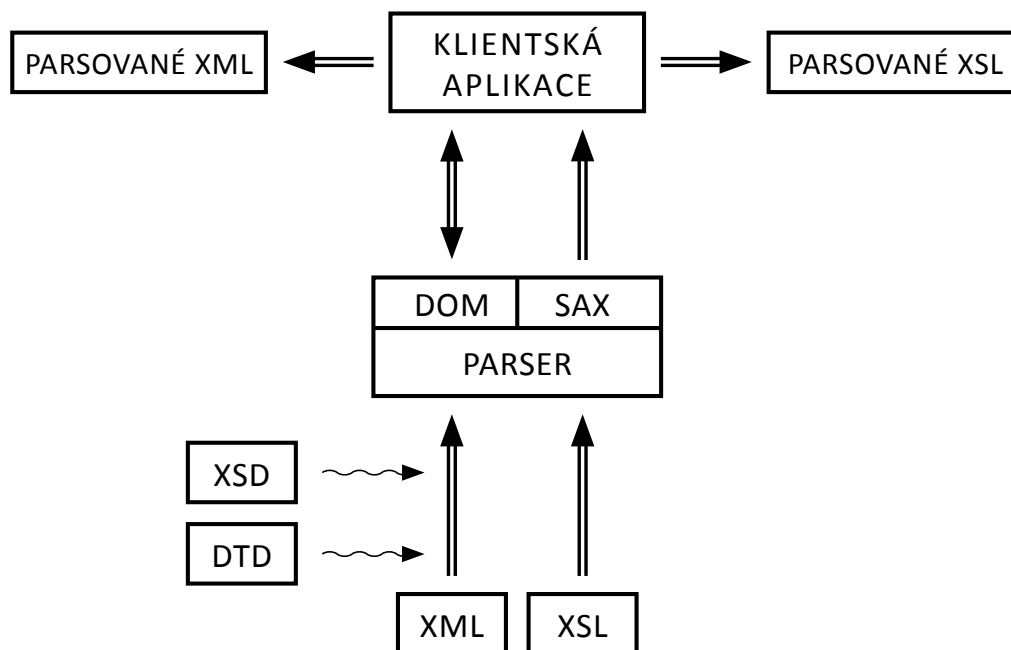 PARSOVANÉ XML
KLIENTSKÁ
APLIKACE
PARSOVANÉ XSL
DOM
SAX
PARSER
XSD
DTD
XML
XSL